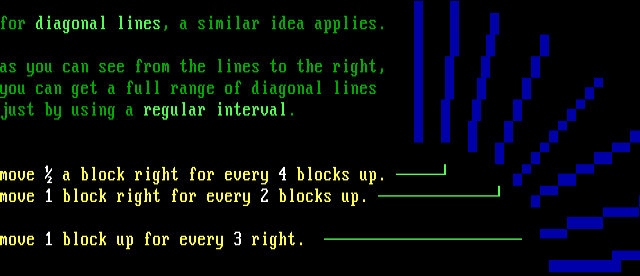 for diagonal lines, a similar idea applies.
as you can see from the lines to the right,
you can get a full range of diagonal lines
just by using a regular interval.
move ½ a block right for every 4 blocks up.
move 1 block right for every 2 blocks up.
move 1 block up for every 3 right.